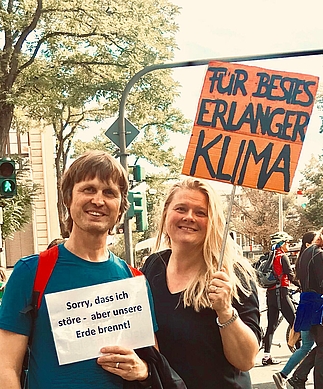 FÜR BESTES
ERLANGER
KLIMA
Sorry, dass ich
störe - aber unsere
Erde brennt!